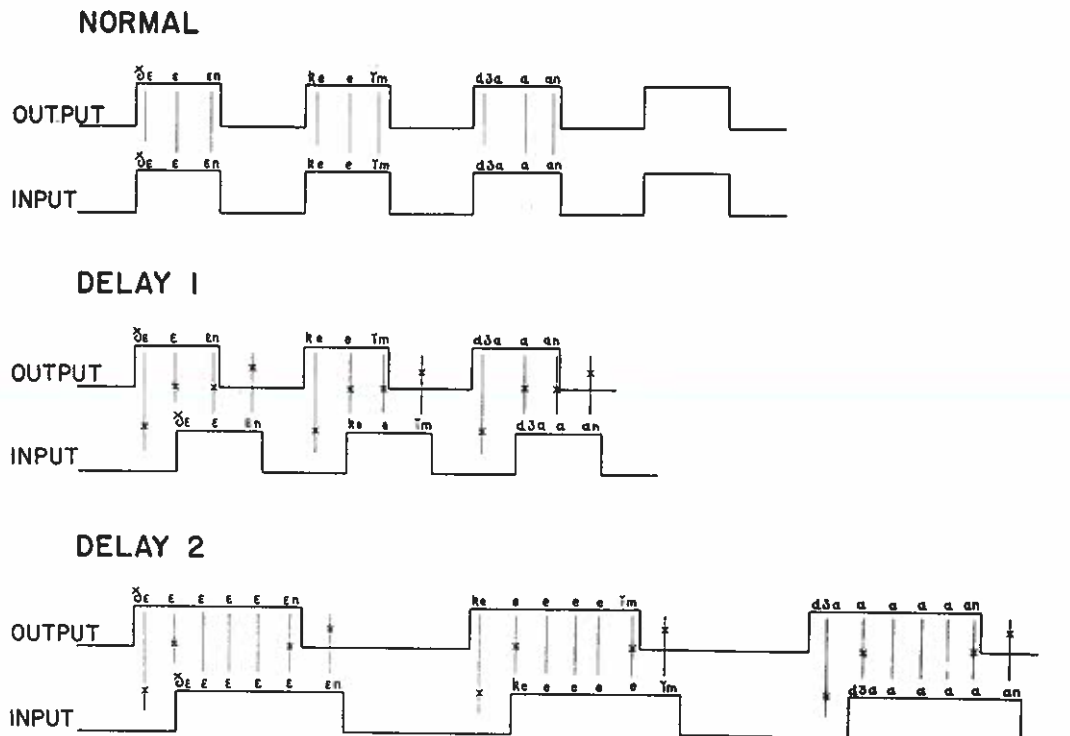 NORMAL
ðɛ ɛ ɛn ke e ɪm dʒa a an
OUTPUT
ðɛ ɛ ɛn ke e ɪm dʒa a an
INPUT
DELAY 1
ðɛ ɛ ɛn ke e ɪm dʒa a an
OUTPUT
ðɛ ɛ ɛn ke e ɪm dʒa a an
INPUT
DELAY 2
ðɛ ɛ ɛ ɛ ɛ ɛn ke e e e e ɪm dʒa a a a a an
OUTPUT
ðɛ ɛ ɛ ɛ ɛ ɛn ke e e e e ɪm dʒa a a a a an
INPUT